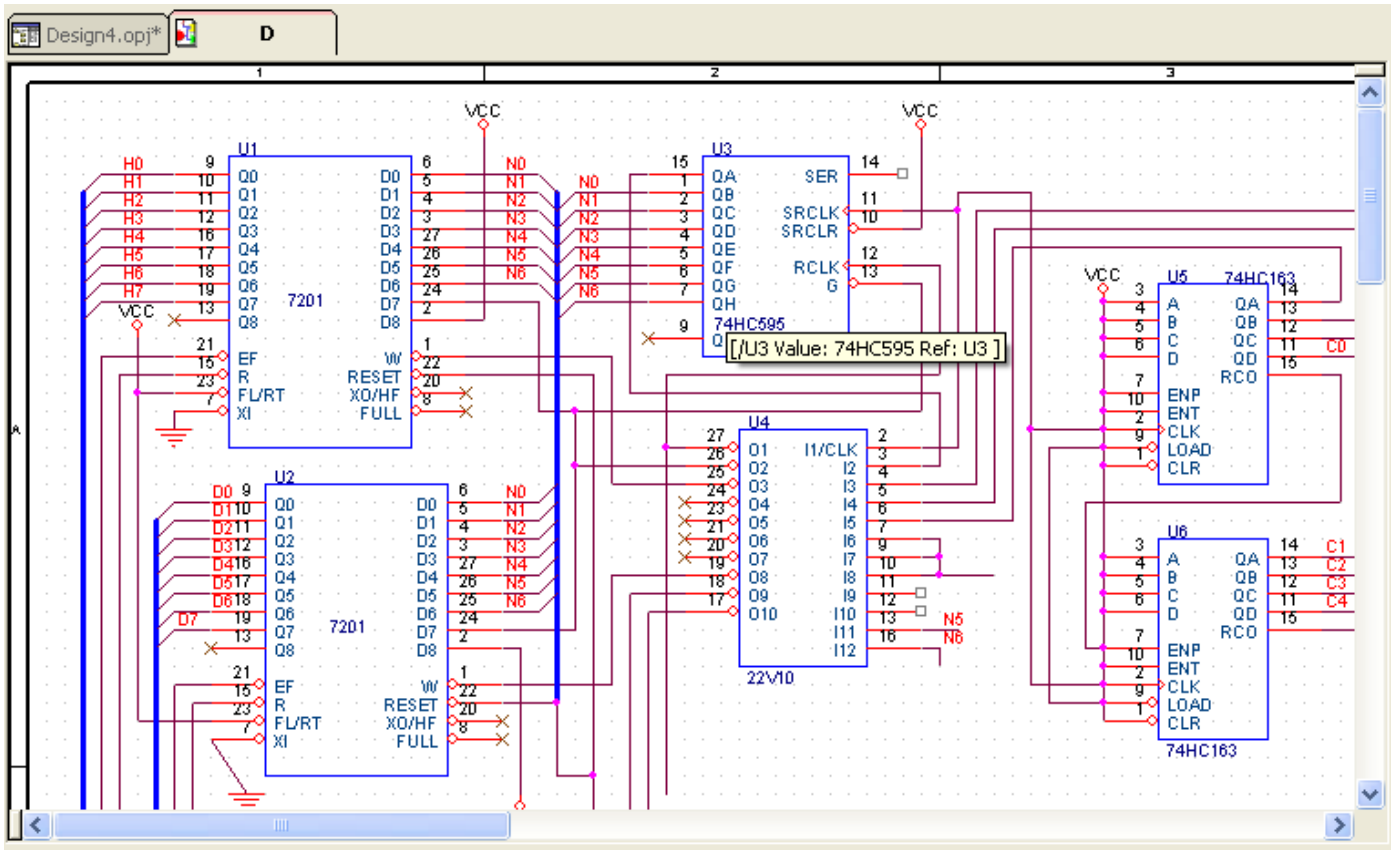 Design4.opj*
D
1
2
3
A
VCC
VCC
VCC
VCC
U1
H0 9 Q0 D0 6 N0
H1 10 Q1 D1 5 N1
H2 11 Q2 D2 4 N2
H3 12 Q3 D3 3 N3
H4 16 Q4 D4 27 N4
H5 17 Q5 D5 26 N5
H6 18 Q6 D6 25 N6
H7 19 Q7 D7 24
13 Q8 D8 2
7201
21 EF W 1
15 R RESET 22
23 FL/RT XO/HF 20
7 XI FULL 8
U2
D0 9 Q0 D0 6 N0
D1 10 Q1 D1 5 N1
D2 11 Q2 D2 4 N2
D3 12 Q3 D3 3 N3
D4 16 Q4 D4 27 N4
D5 17 Q5 D5 26 N5
D6 18 Q6 D6 25 N6
D7 19 Q7 D7 24
13 Q8 D8 2
7201
21 EF W 1
15 R RESET 22
23 FL/RT XO/HF 20
7 XI FULL 8
U3
15 QA SER 14
N0 1 QB
N1 2 QC SRCLK 11
N2 3 QD SRCLR 10
N3 4 QE
N4 5 QF RCLK 12
N5 6 QG G 13
N6 7 QH
74HC595
9 Q
[/U3 Value: 74HC595 Ref: U3 ]
U4
27 O1 I1/CLK 2
26 O2 I2 3
25 O3 I3 4
24 O4 I4 5
23 O5 I5 6
21 O6 I6 7
20 O7 I7 9
19 O8 I8 10
18 O9 I9 11
17 O10 I10 12
I11 13 N5
I12 16 N6
22V10
U5 74HC163
3 A QA 14
4 B QB 13
5 C QC 12
6 D QD 11 C0
RCO 15
7 ENP
10 ENT
2 CLK
9 LOAD
1 CLR
U6
3 A QA 14 C1
4 B QB 13 C2
5 C QC 12 C3
6 D QD 11 C4
RCO 15
7 ENP
10 ENT
2 CLK
9 LOAD
1 CLR
74HC163